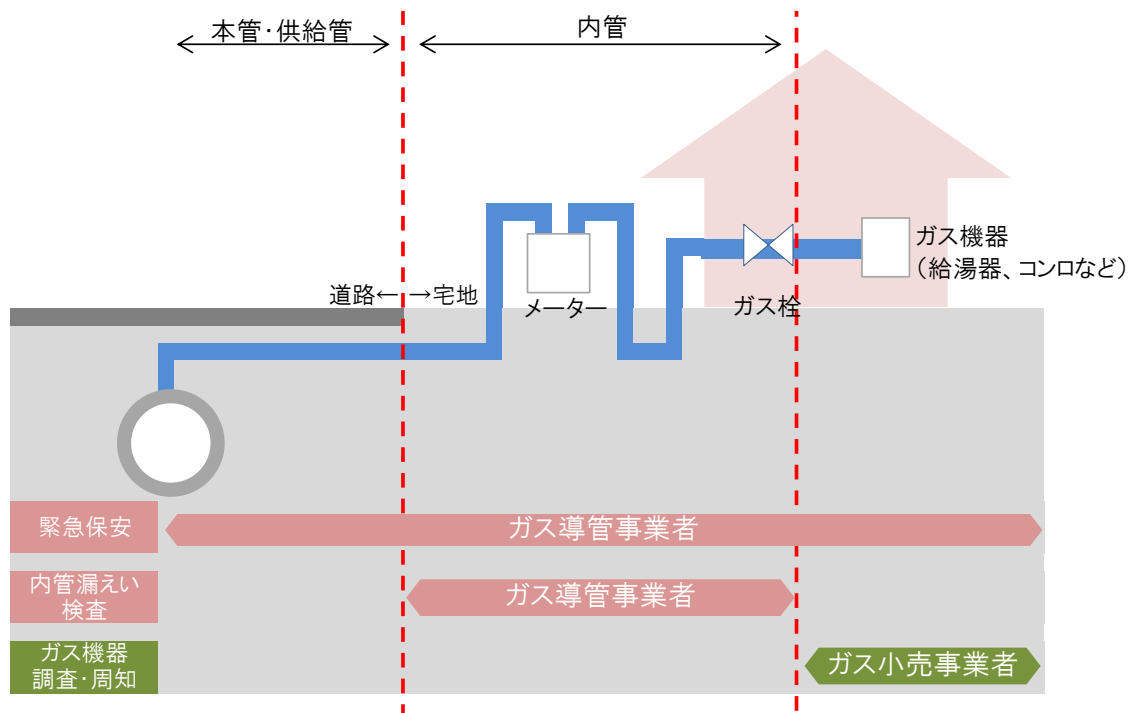 本管・供給管
内管
ガス機器
（給湯器、コンロなど）
道路← →宅地
メーター
ガス栓
緊急保安
ガス導管事業者
内管漏えい
検査
ガス導管事業者
ガス機器
調査・周知
ガス小売事業者